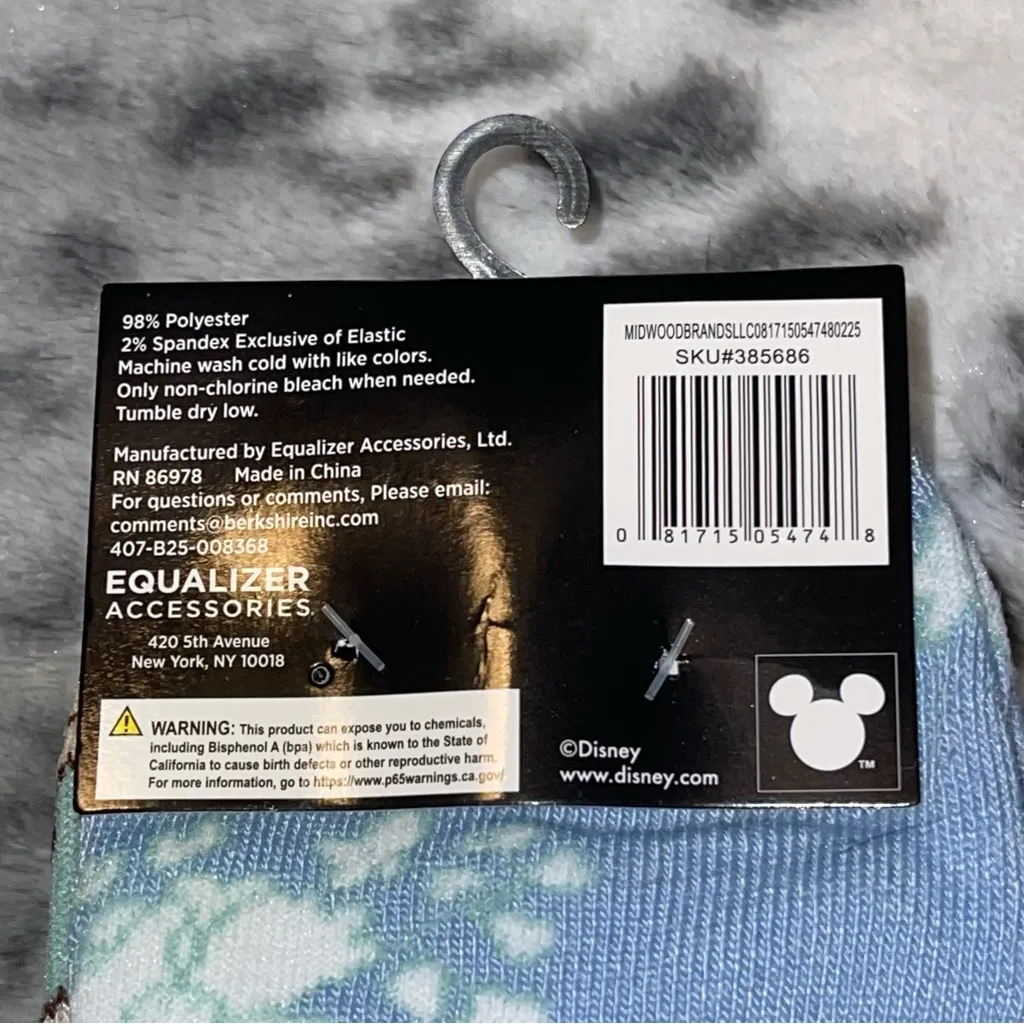 98% Polyester
2% Spandex Exclusive of Elastic
Machine wash cold with like colors.
Only non-chlorine bleach when needed.
Tumble dry low.
Manufactured by Equalizer Accessories, Ltd.
RN 86978 Made in China
For questions or comments, Please email:
comments@berkshireinc.com
407-B25-008368
EQUALIZER
ACCESSORIES.
420 5th Avenue
New York, NY 10018
WARNING: This product can expose you to chemicals,
including Bisphenol A (bpa) which is known to the State of
California to cause birth defects or other reproductive harm.
For more information, go to https://www.p65warnings.ca.gov/
MIDWOODBRANDSLLC0817150547480225
SKU#385686
0 81715 05474 8
©Disney
www.disney.com
TM